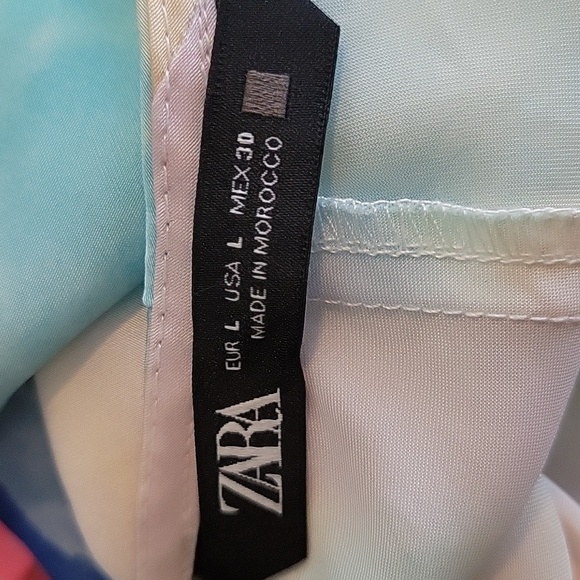 ZARA
EUR L USA L MEX 30
MADE IN MOROCCO